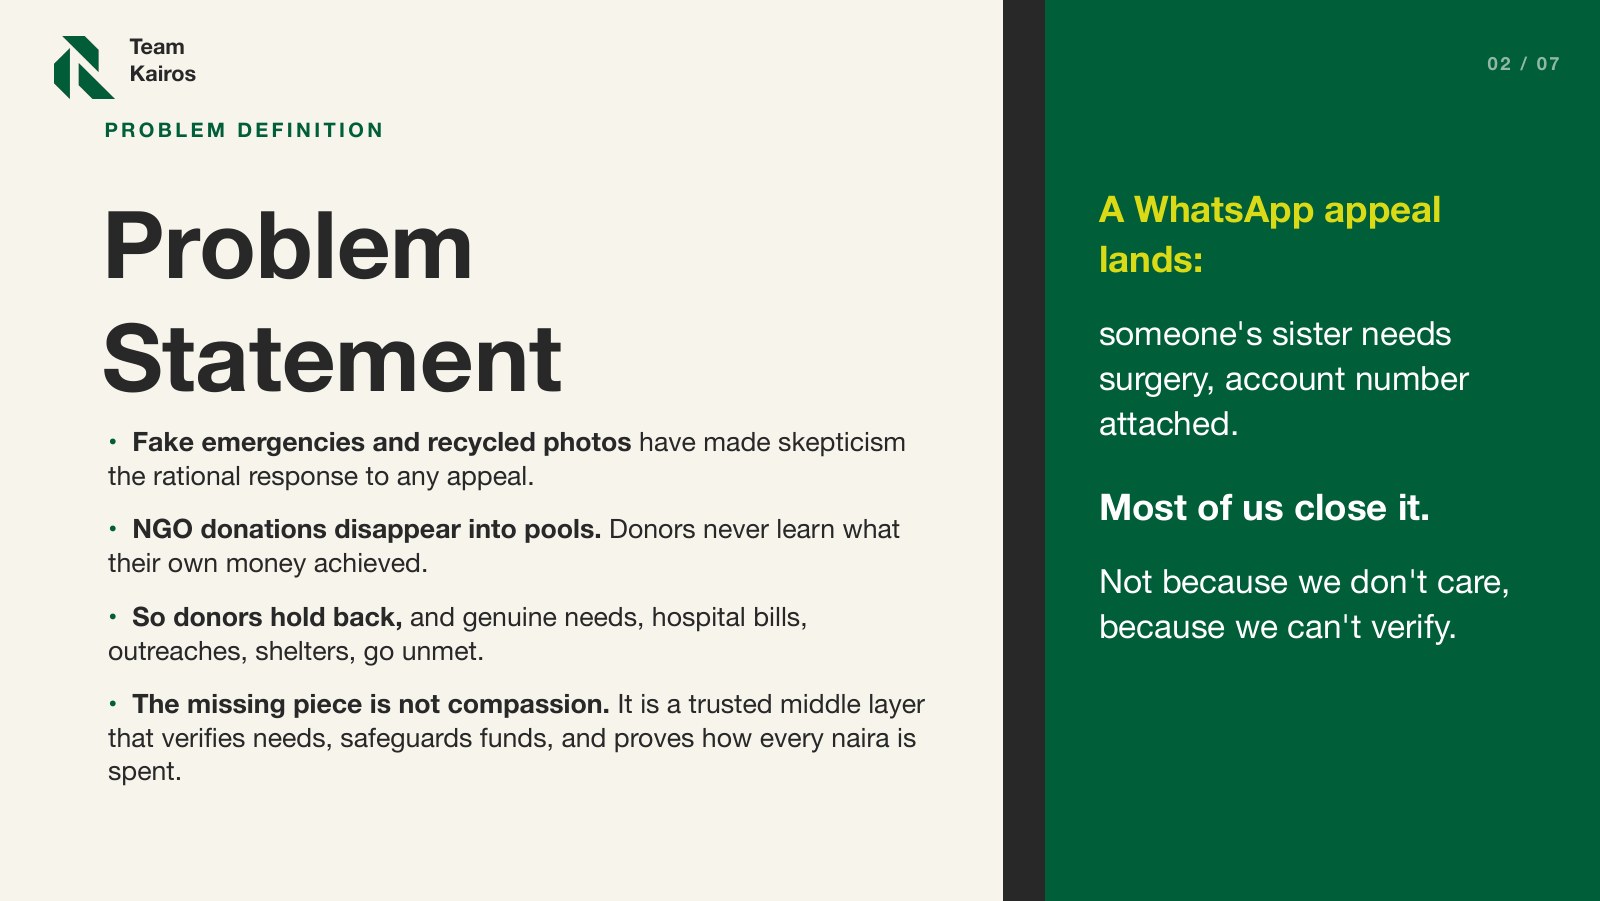 Team
Kairos
PROBLEM DEFINITION
Problem
Statement
• Fake emergencies and recycled photos have made skepticism
the rational response to any appeal.
• NGO donations disappear into pools. Donors never learn what
their own money achieved.
• So donors hold back, and genuine needs, hospital bills,
outreaches, shelters, go unmet.
• The missing piece is not compassion. It is a trusted middle layer
that verifies needs, safeguards funds, and proves how every naira is
spent.
02 / 07
A WhatsApp appeal
lands:
someone's sister needs
surgery, account number
attached.
Most of us close it.
Not because we don't care,
because we can't verify.